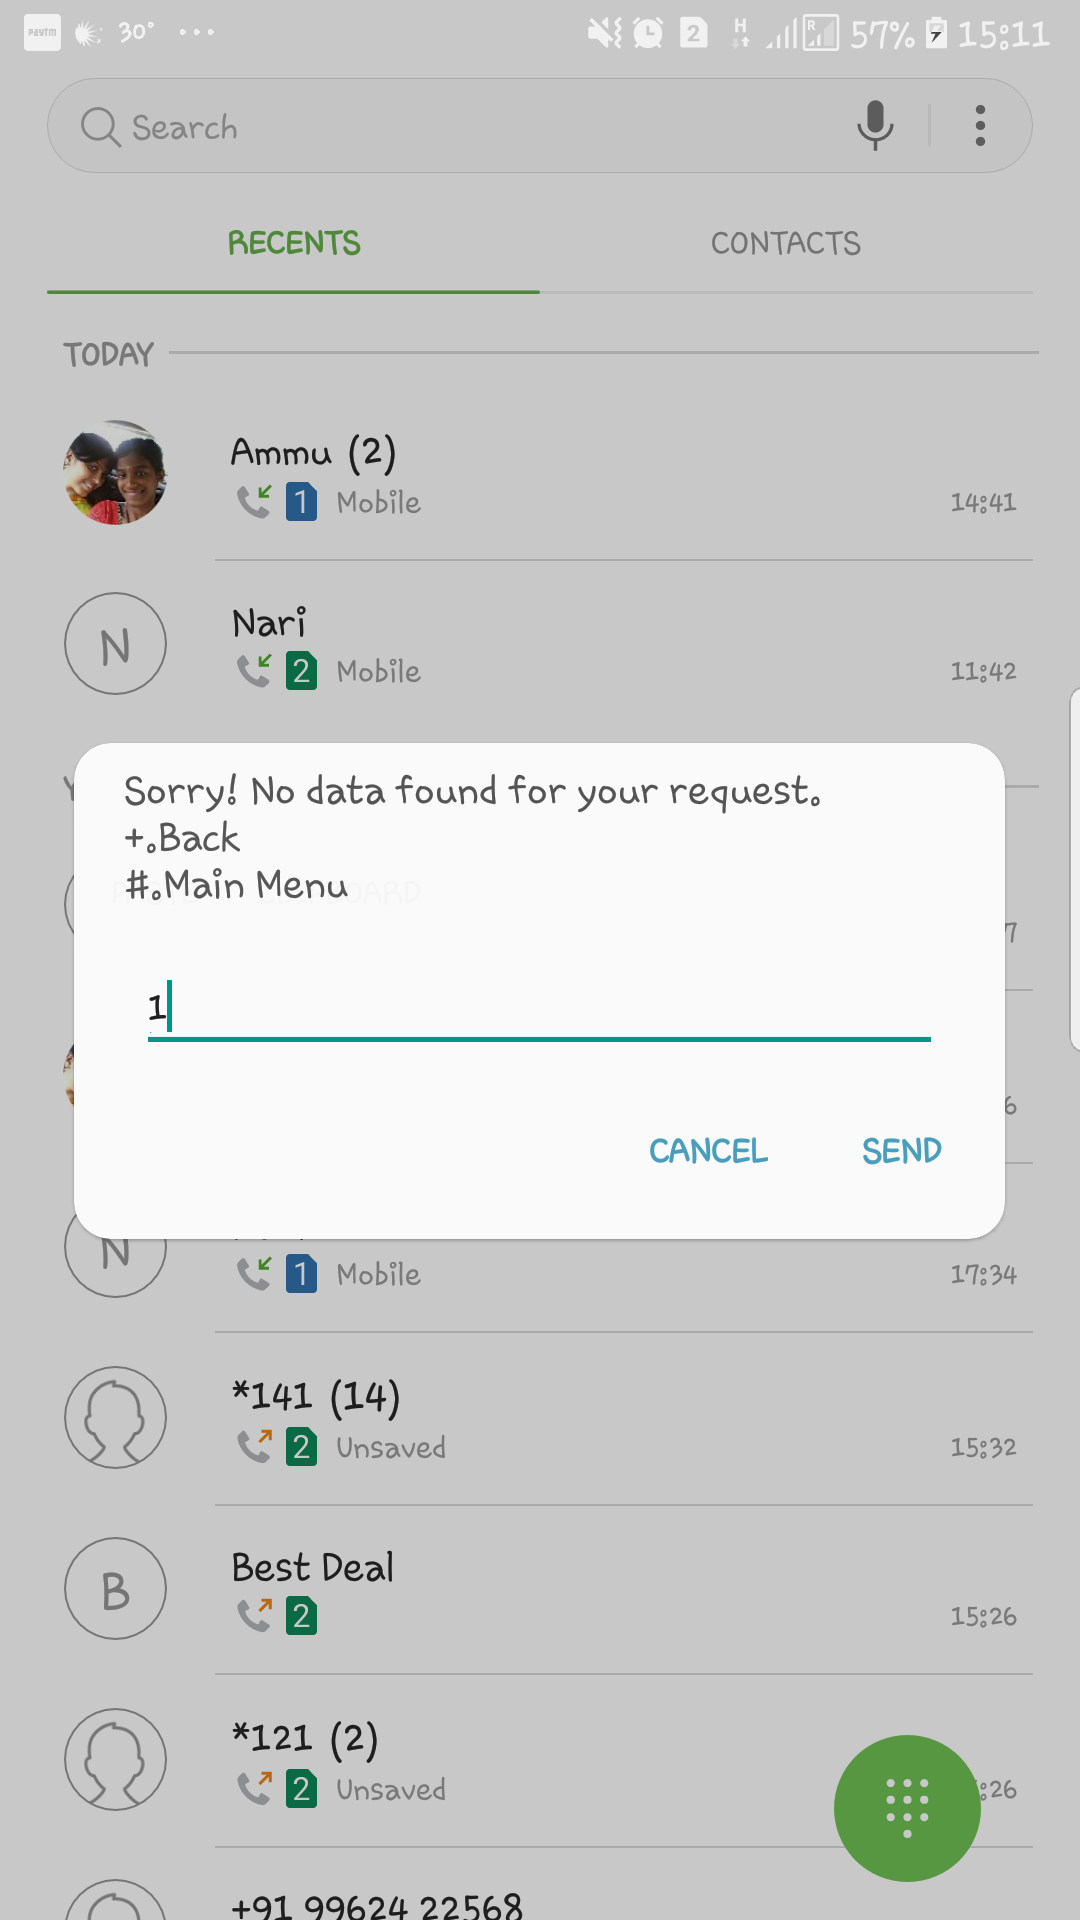 paytm 30° 2 H R 57% 15:11
Search
RECENTS CONTACTS
TODAY
Ammu (2)
1 Mobile 14:41
N Nari
2 Mobile 11:42
Sorry! No data found for your request.
+.Back
#.Main Menu
1
CANCEL SEND
N
1 Mobile 17:34
*141 (14)
2 Unsaved 15:32
B Best Deal
2 15:26
*121 (2)
2 Unsaved :26
+91 99624 22568